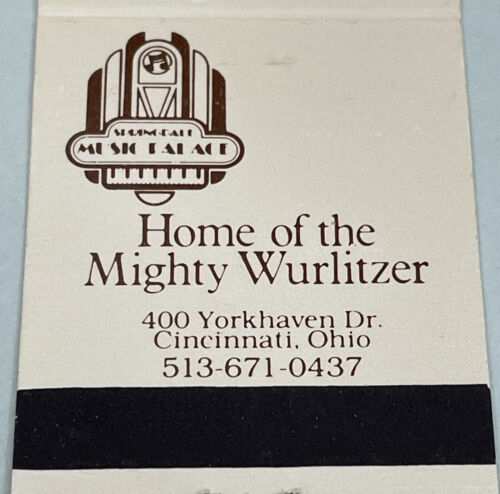 SPRINGDALE
MUSIC PALACE
Home of the
Mighty Wurlitzer
400 Yorkhaven Dr.
Cincinnati, Ohio
513-671-0437